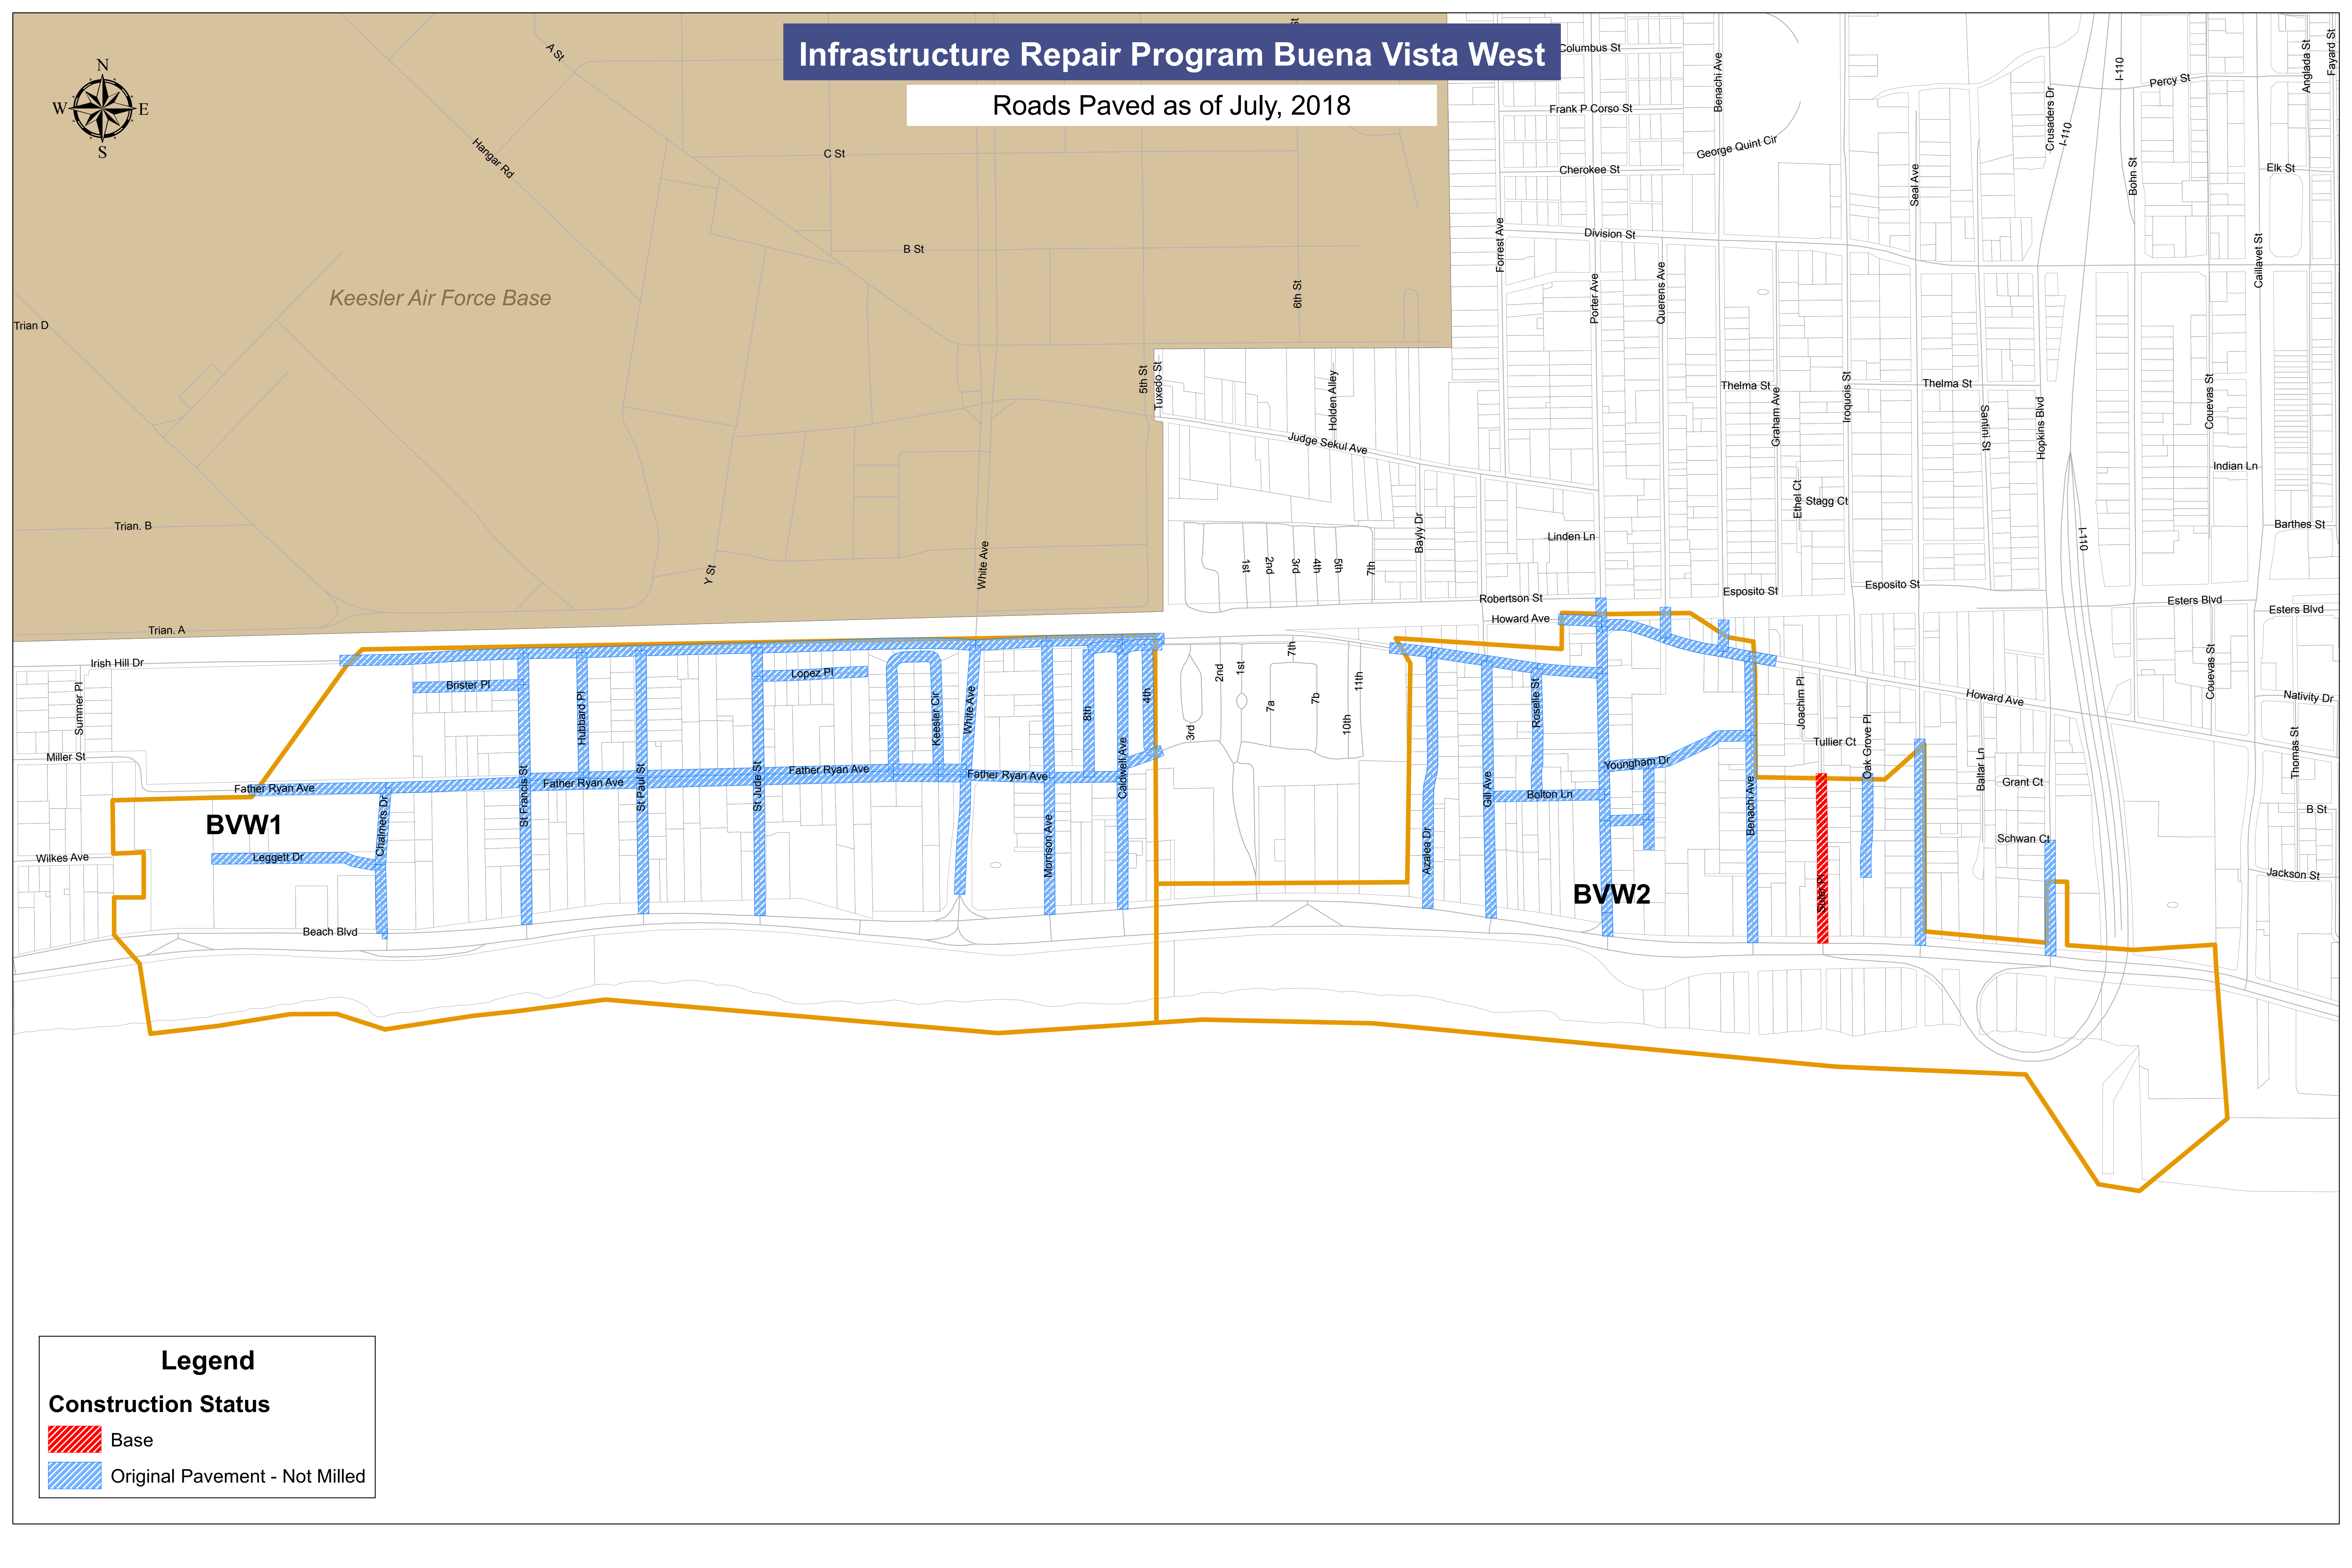 Infrastructure Repair Program Buena Vista West
Roads Paved as of July, 2018
N
W
E
S
A St
St
Columbus St
Benachi Ave
I-110
Anglada St
Fayard St
Percy St
Frank P Corso St
Crusaders Dr
I-110
Hangar Rd
C St
George Quint Cir
Cherokee St
Seal Ave
Bohn St
Elk St
B St
Forrest Ave
Division St
Caillavet St
Keesler Air Force Base
6th St
Porter Ave
Querens Ave
Trian D
5th St
Tuxedo St
Holden Alley
Thelma St
Graham Ave
Iroquois St
Thelma St
Santini St
Hopkins Blvd
Couevas St
Judge Sekul Ave
Indian Ln
Ethel Ct
Stagg Ct
Trian. B
Bayly Dr
Linden Ln
I-110
Barthes St
Y St
White Ave
1st
2nd
3rd
4th
5th
7th
Robertson St
Esposito St
Esposito St
Esters Blvd
Esters Blvd
Trian. A
Howard Ave
Irish Hill Dr
Summer Pl
Brister Pl
Hubbard Pl
Lopez Pl
Keesler Cir
White Ave
8th
4th
3rd
2nd
1st
7a
7th
7b
10th
11th
Roselle St
Joachim Pl
Howard Ave
Couevas St
Nativity Dr
Miller St
Tullier Ct
Oak Grove Pl
Baltar Ln
Thomas St
Father Ryan Ave
Father Ryan Ave
Father Ryan Ave
Father Ryan Ave
Youngham Dr
Grant Ct
Chalmers Dr
St Francis St
St Paul St
St Jude St
Morrison Ave
Caldwell Ave
Azalea Dr
Gill Ave
Bolton Ln
Benachi Ave
B St
BVW1
Wilkes Ave
Leggett Dr
Schwan Ct
Jackson St
BVW2
Beach Blvd
Legend
Construction Status
Base
Original Pavement - Not Milled